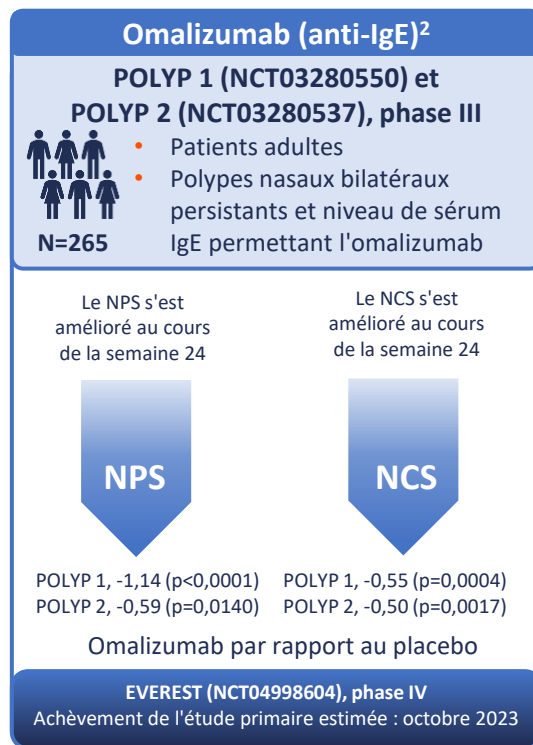 Omalizumab (anti-IgE)²
POLYP 1 (NCT03280550) et
POLYP 2 (NCT03280537), phase III
• Patients adultes
• Polypes nasaux bilatéraux
persistants et niveau de sérum
IgE permettant l'omalizumab
N=265
Le NPS s'est
amélioré au cours
de la semaine 24
NPS
POLYP 1, -1,14 (p<0,0001)
POLYP 2, -0,59 (p=0,0140)
Le NCS s'est
amélioré au cours
de la semaine 24
NCS
POLYP 1, -0,55 (p=0,0004)
POLYP 2, -0,50 (p=0,0017)
Omalizumab par rapport au placebo
EVEREST (NCT04998604), phase IV
Achèvement de l'étude primaire estimée : octobre 2023